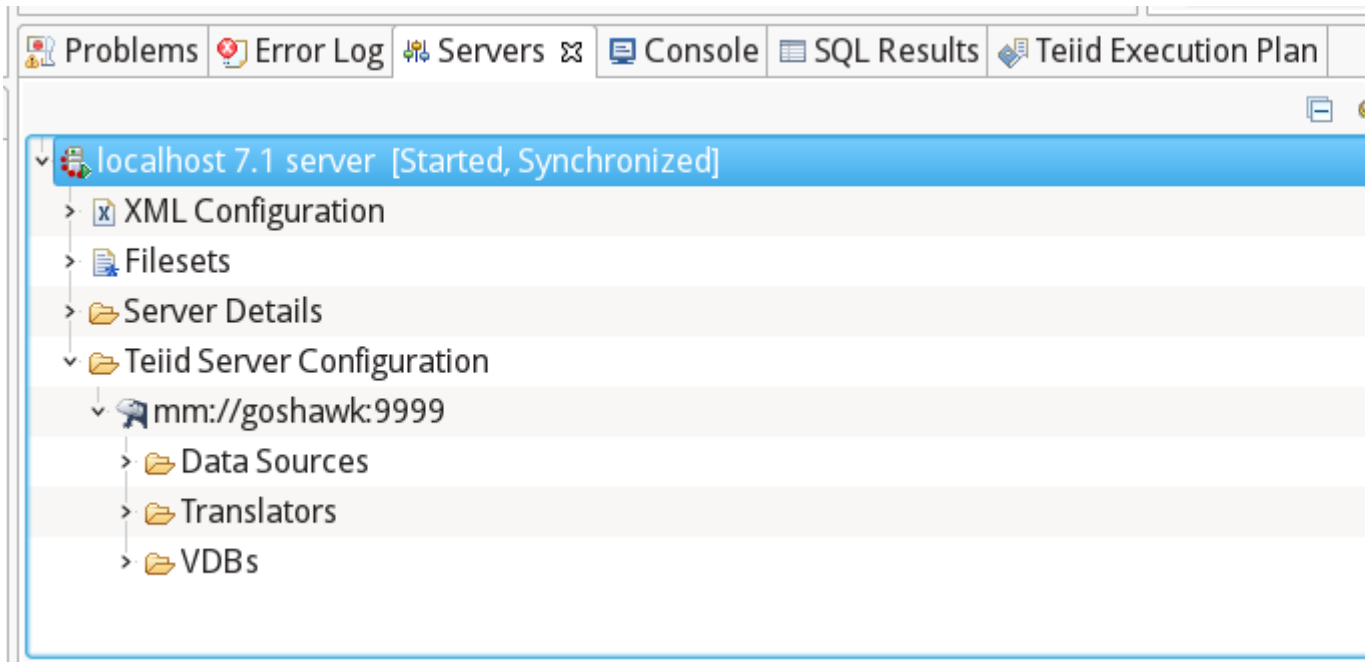 Problems Error Log Servers Console SQL Results Teiid Execution Plan
localhost 7.1 server [Started, Synchronized]
XML Configuration
Filesets
Server Details
Teiid Server Configuration
mm://goshawk:9999
Data Sources
Translators
VDBs